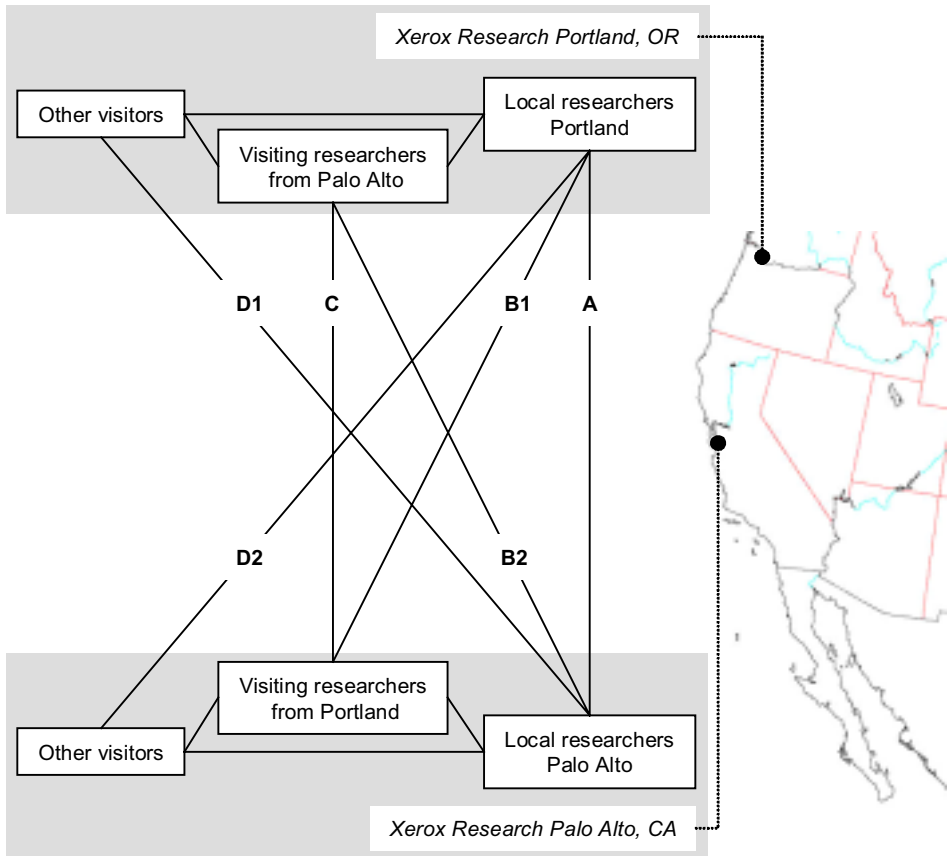 Xerox Research Portland, OR
Other visitors
Local researchers
Portland
Visiting researchers
from Palo Alto
D1
C
B1
A
D2
B2
Visiting researchers
from Portland
Other visitors
Local researchers
Palo Alto
Xerox Research Palo Alto, CA